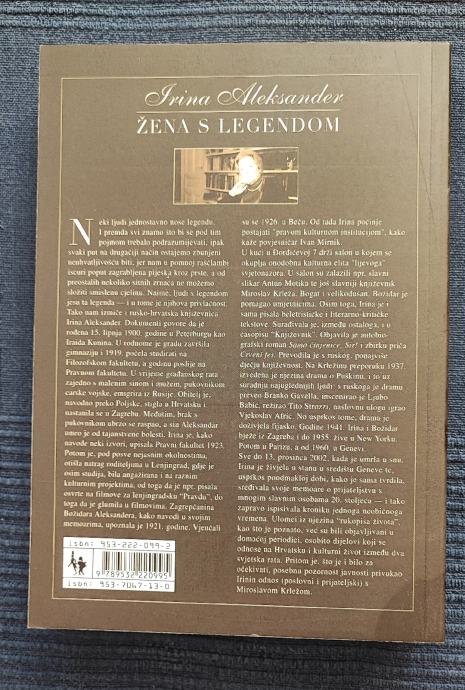 Irina Aleksander
ŽENA S LEGENDOM
Neki ljudi jednostavno nose legendu.
I premda svi znamo što bi se pod tim
pojmom trebalo podrazumijevati, ipak
svaki put na drugačiji način ostajemo zbunjeni
neuhvatljivošću biti, jer nam u pomnoj raščlambi
iscuri poput zagrabljena pijeska kroz prste, a od
preostalih nekoliko sitnih zrnaca ne možemo
složiti smislenu cjelinu. Naime, ljudi s legendom
jesu ta legenda — i u tome je njihova privlačnost.
Tako nam izmiče i rusko-hrvatska književnica
Irina Aleksander. Dokumenti govore da je
rođena 15. lipnja 1900. godine u Peterburgu kao
Iraida Kunina. U rodnome je gradu završila
gimnaziju i 1919. počela studirati na
Filozofskom fakultetu, a godinu poslije na
Pravnom fakultetu. U vrijeme građanskog rata
zajedno s malenim sinom i mužem, pukovnikom
carske vojske, emigrira iz Rusije. Obitelj je,
navodno preko Poljske, stigla u Hrvatsku i
nastanila se u Zagrebu. Međutim, brak s
pukovnikom ubrzo se raspao, a sin Aleksandar
umro je od tajanstvene bolesti. Irina je, kako
navode neki izvori, upisala Pravni fakultet 1923.
Potom je, pod posve nejasnim okolnostima,
otišla natrag roditeljima u Lenjingrad, gdje je
osim studija, bila angažirana i na raznim
kulturnim projektima, od toga da je npr. pisala
osvrte na filmove za lenjingradsku "Pravdu", do
toga da je glumila u filmovima. Zagrepčanina
Božidara Aleksandera, kako navodi u svojim
memoarima, upoznala je 1921. godine. Vjenčali
su se 1926. u Beču. Od tada Irina počinje
postajati "pravom kulturnom institucijom", kako
kaže povjesničar Ivan Mirnik.
U kući u Đorđićevoj 7 drži salon u kojem se
okuplja onodobna kulturna elita "lijevoga"
svjetonazora. U salon su zalazili npr. slavni
slikar Antun Motika te još slavniji književnik
Miroslav Krleža. Bogat i velikodušan, Božidar je
pomagao umjetnicima. Osim toga, Irina je i
sama pisala beletrističke i literarno-kritičke
tekstove. Surađivala je, između ostaloga, i u
časopisu "Književnik". Objavila je autobio-
grafski roman Samo činjenice, Sir! i zbirku priča
Crveni fes. Prevodila je s ruskog, ponajviše
dječju književnost. Na Krležinu preporuku 1937.
izvedena je njezina drama o Puškinu, i to uz
suradnju najuglednijih ljudi: s ruskoga je dramu
preveo Branko Gavella, inscenirao je Ljubo
Babić, režirao Tito Strozzi, naslovnu ulogu igrao
Vjekoslav Afrić. No usprkos tome, drama je
doživjela fijasko. Godine 1941. Irina i Božidar
bježe iz Zagreba i do 1955. žive u New Yorku.
Potom u Parizu, a od 1960. u Genevi.
Sve do 13. prosinca 2002. kada je umrla u snu,
Irina je živjela u stanu u središtu Geneve te,
usprkos poodmakloj dobi, kako je sama tvrdila,
sređivala svoje memoare o prijateljstvu s
mnogim slavnim osobama 20. stoljeća — i tako
zapravo ispisivala kroniku jednoga neobičnoga
vremena. Ulomci iz njezina "rukopisa života",
kao što je poznato, već su bili objavljivani u
domaćoj periodici, osobito dijelovi koji se
odnose na Hrvatsku i kulturni život između dva
svjetska rata. Pritom je, što je i bilo za
očekivati, posebnu pozornost javnosti privukao
Irinin odnos (poslovni i prijateljski) s
Miroslavom Krležom.
isbn: 953-222-099-2
9789532220995
isbn: 953-7067-13-0